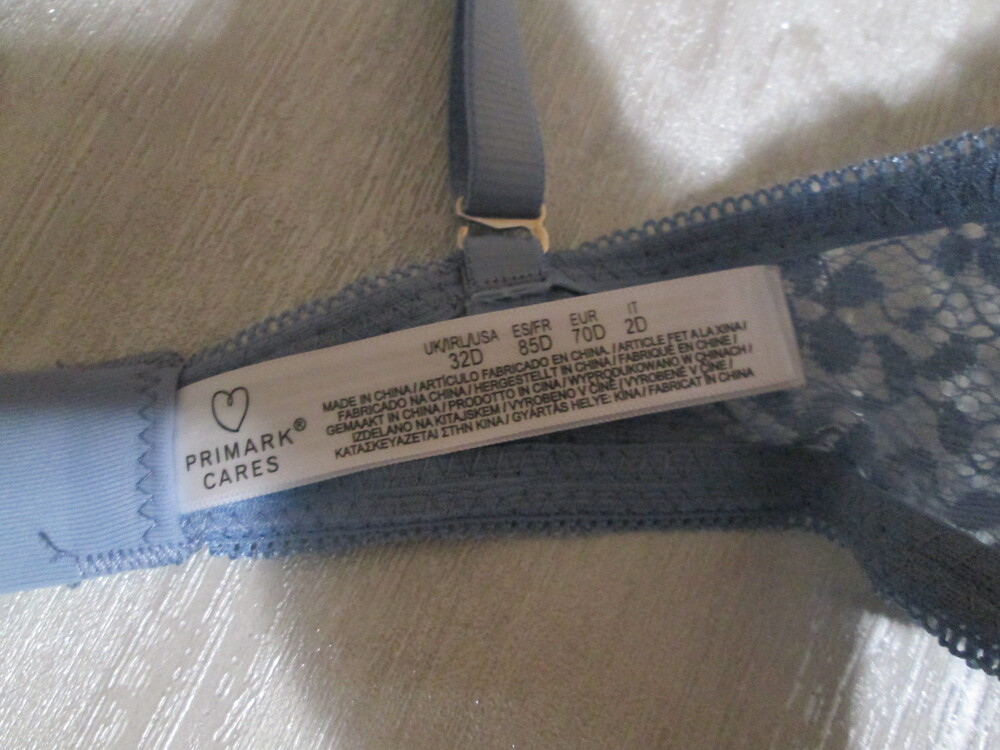 PRIMARK®
CARES
UK/IRL/USA ES/FR EUR IT
32D 85D 70D 2D
MADE IN CHINA / ARTÍCULO FABRICADO EN CHINA. / ARTICLE FET A LA XINA /
FABRICADO NA CHINA / HERGESTELLT IN CHINA / FABRIQUÉ EN CHINE /
GEMAAKT IN CHINA / PRODOTTO IN CINA / WYPRODUKOWANO W CHINACH /
IZDELANO NA KITAJSKEM / VYROBENO V ČÍNĚ / VYROBENÉ V ČÍNE /
ΚΑΤΑΣΚΕΥΑΖΕΤΑΙ ΣΤΗΝ ΚΙΝΑ / GYÁRTÁS HELYE: KÍNA / FABRICAT ÎN CHINA